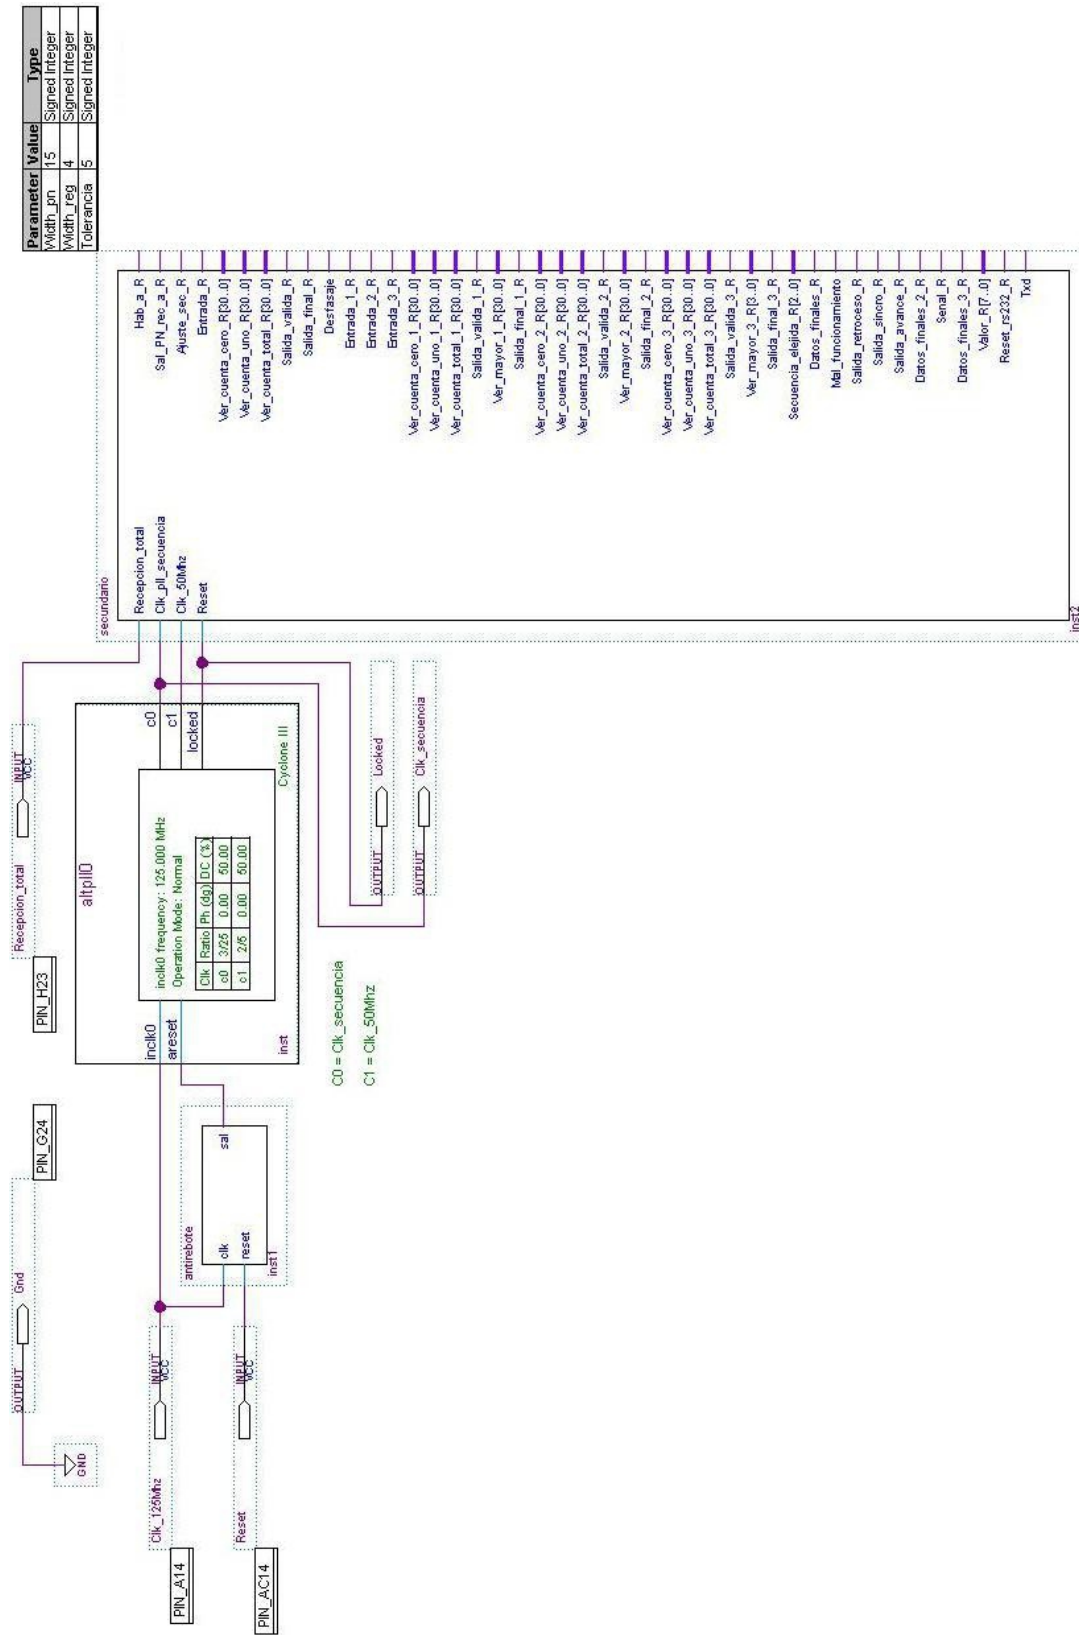 Parameter Value Type
Width_pn 15 Signed Integer
Width_reg 4 Signed Integer
Tolerancia 5 Signed Integer
PIN_G24
Gnd
OUTPUT
GND
PIN_H23
Recepcion_total
INPUT
VCC
PIN_A14
Clk_125Mhz
INPUT
VCC
PIN_AC14
Reset
INPUT
VCC
antirebote
clk
reset
sal
inst1
altpll0
inclk0
areset
inclk0 frequency: 125.000 MHz
Operation Mode: Normal
Clk Ratio Ph (dg) DC (%)
c0 3/25 0.00 50.00
c1 2/5 0.00 50.00
c0
c1
locked
inst
Cyclone III
C0 = Clk_secuencia
C1 = Clk_50Mhz
OUTPUT
Locked
OUTPUT
Clk_secuencia
secundario
Recepcion_total
Clk_pll_secuencia
Clk_50Mhz
Reset
Hab_a_R
Sal_PN_rec_a_R
Ajuste_sec_R
Entrada_R
Ver_cuenta_cero_R[30..0]
Ver_cuenta_uno_R[30..0]
Ver_cuenta_total_R[30..0]
Salida_valida_R
Salida_final_R
Desfasaje
Entrada_1_R
Entrada_2_R
Entrada_3_R
Ver_cuenta_cero_1_R[30..0]
Ver_cuenta_uno_1_R[30..0]
Ver_cuenta_total_1_R[30..0]
Salida_valida_1_R
Ver_mayor_1_R[30..0]
Salida_final_1_R
Ver_cuenta_cero_2_R[30..0]
Ver_cuenta_uno_2_R[30..0]
Ver_cuenta_total_2_R[30..0]
Salida_valida_2_R
Ver_mayor_2_R[30..0]
Salida_final_2_R
Ver_cuenta_cero_3_R[30..0]
Ver_cuenta_uno_3_R[30..0]
Ver_cuenta_total_3_R[30..0]
Salida_valida_3_R
Ver_mayor_3_R[3..0]
Salida_final_3_R
Secuencia_elejida_R[2..0]
Datos_finales_R
Mal_funcionamiento
Salida_retroceso_R
Salida_sincro_R
Salida_avance_R
Datos_finales_2_R
Senal_R
Datos_finales_3_R
Valor_R[7..0]
Reset_rs232_R
Txd
inst2